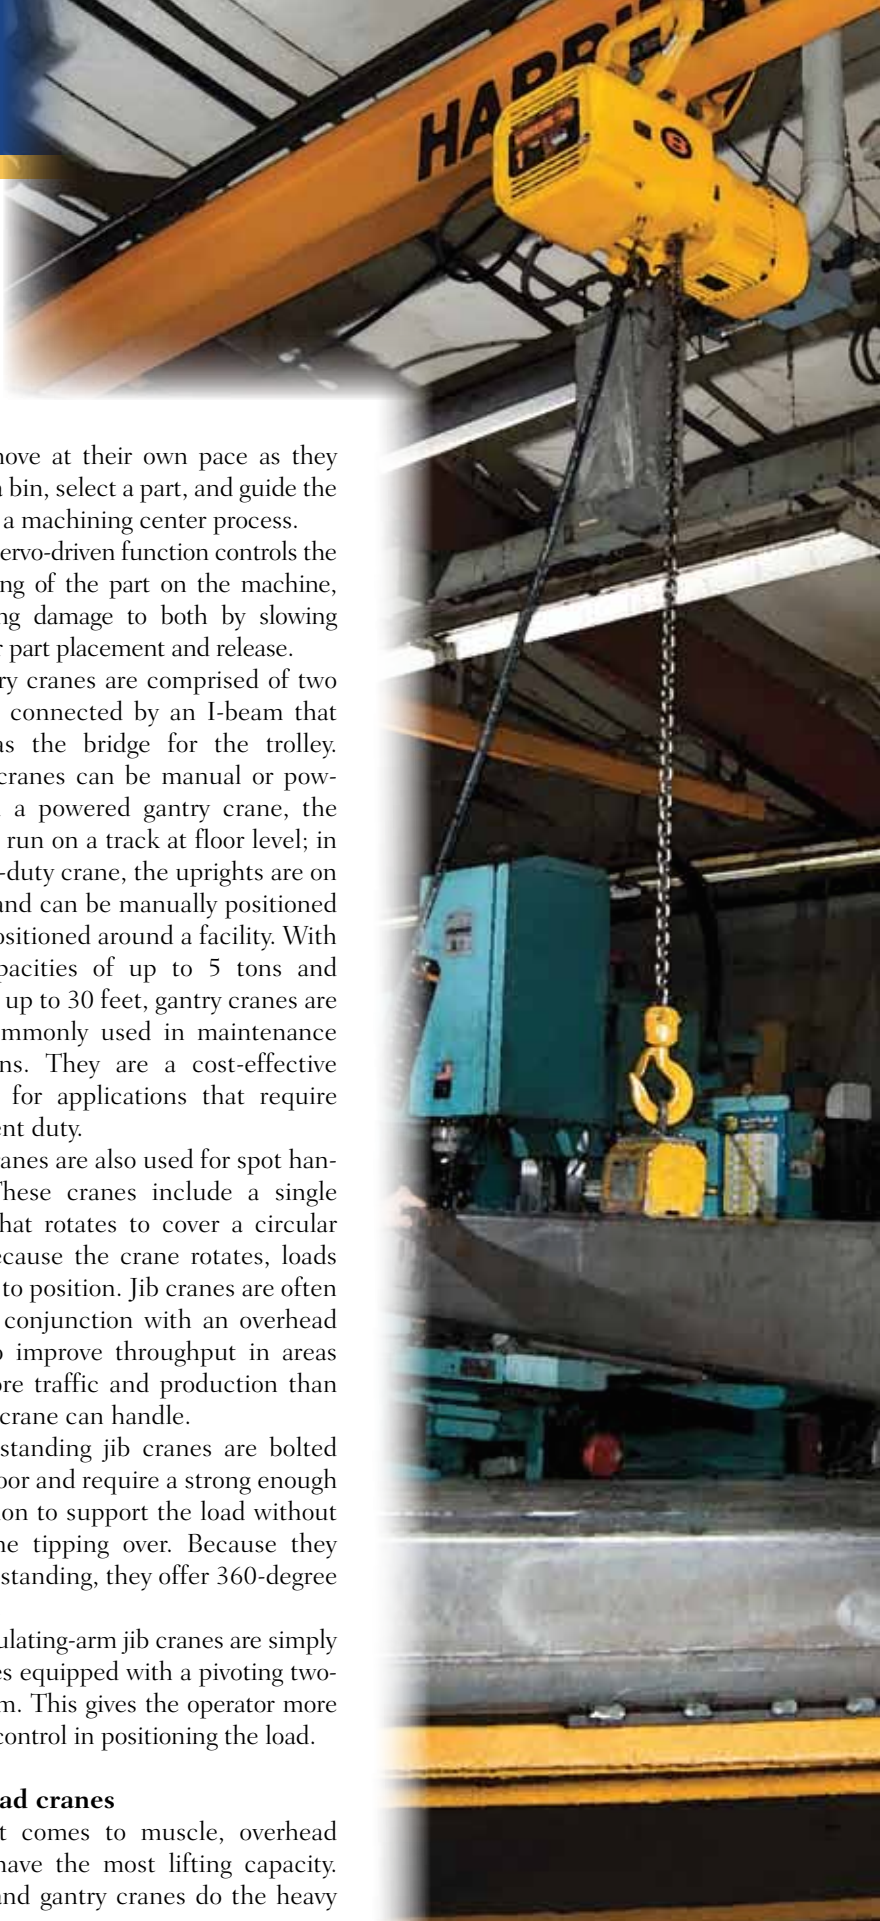 HARRI
move at their own pace as they
a bin, select a part, and guide the
a machining center process.
ervo-driven function controls the
ng of the part on the machine,
ng damage to both by slowing
r part placement and release.
ry cranes are comprised of two
connected by an I-beam that
as the bridge for the trolley.
cranes can be manual or pow-
a powered gantry crane, the
run on a track at floor level; in
-duty crane, the uprights are on
and can be manually positioned
ositioned around a facility. With
pacities of up to 5 tons and
up to 30 feet, gantry cranes are
ommonly used in maintenance
ns. They are a cost-effective
for applications that require
ent duty.
anes are also used for spot han-
These cranes include a single
hat rotates to cover a circular
ecause the crane rotates, loads
to position. Jib cranes are often
conjunction with an overhead
o improve throughput in areas
ore traffic and production than
crane can handle.
standing jib cranes are bolted
oor and require a strong enough
on to support the load without
ne tipping over. Because they
standing, they offer 360-degree
ulating-arm jib cranes are simply
es equipped with a pivoting two-
m. This gives the operator more
control in positioning the load.
ad cranes
t comes to muscle, overhead
have the most lifting capacity.
and gantry cranes do the heavy